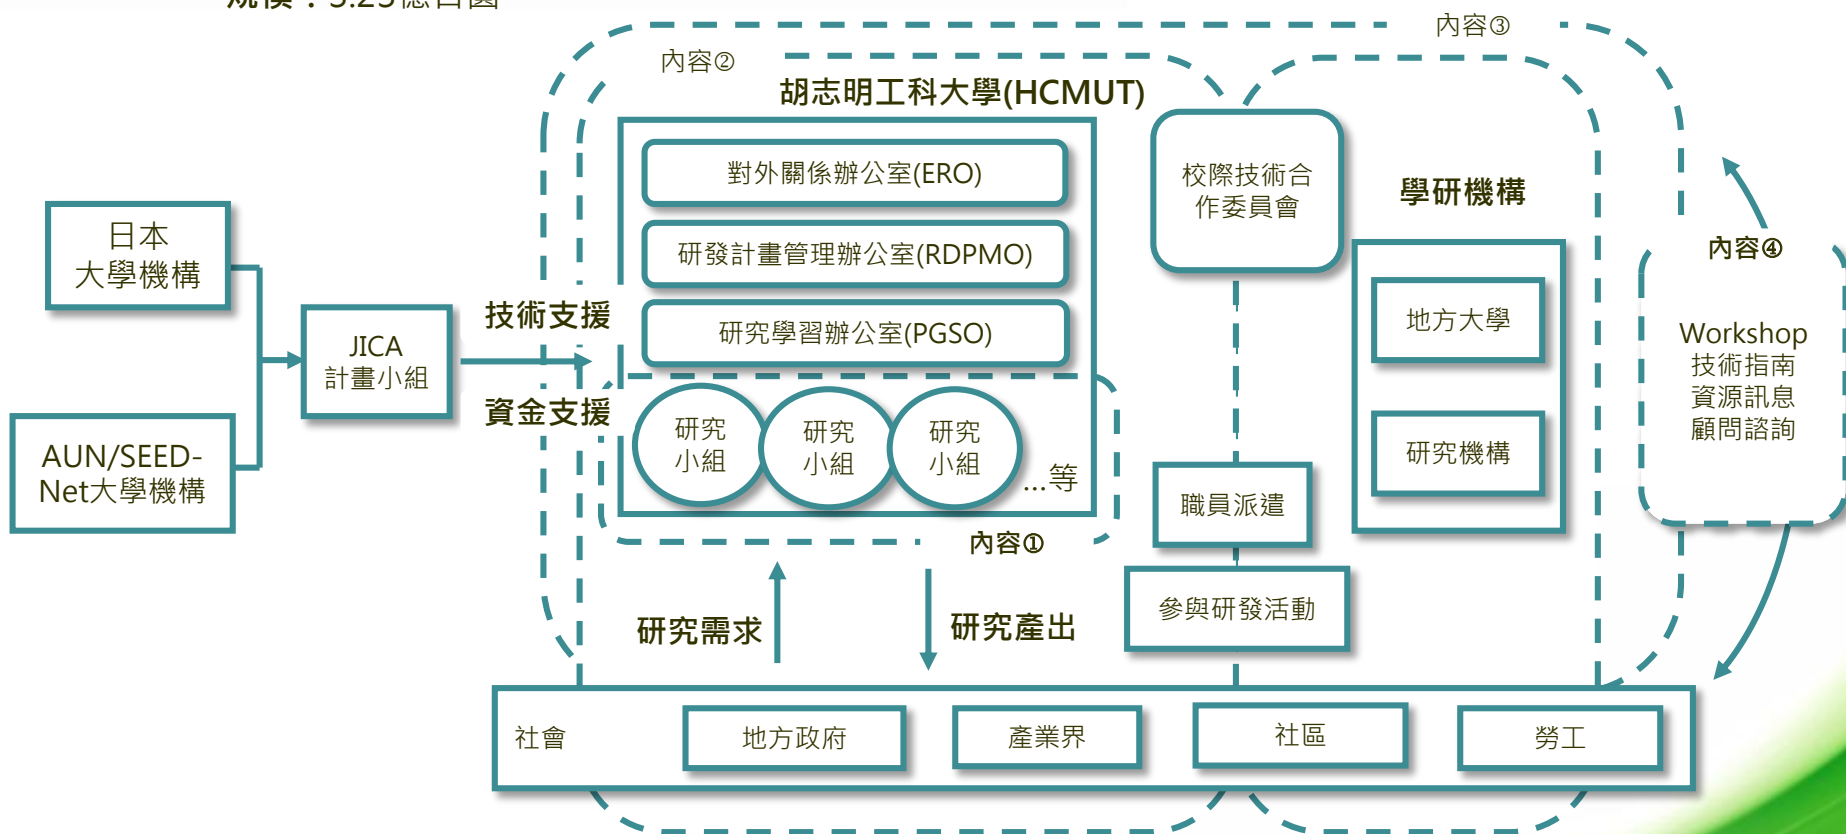 規模：3.23億日圓
內容③
內容②
胡志明工科大學(HCMUT)
對外關係辦公室(ERO)
研發計畫管理辦公室(RDPMO)
研究學習辦公室(PGSO)
研究
小組
研究
小組
研究
小組
…等
內容①
日本
大學機構
AUN/SEED-
Net大學機構
JICA
計畫小組
技術支援
資金支援
校際技術合
作委員會
學研機構
地方大學
研究機構
內容④
Workshop
技術指南
資源訊息
顧問諮詢
職員派遣
參與研發活動
研究需求
研究產出
社會
地方政府
產業界
社區
勞工